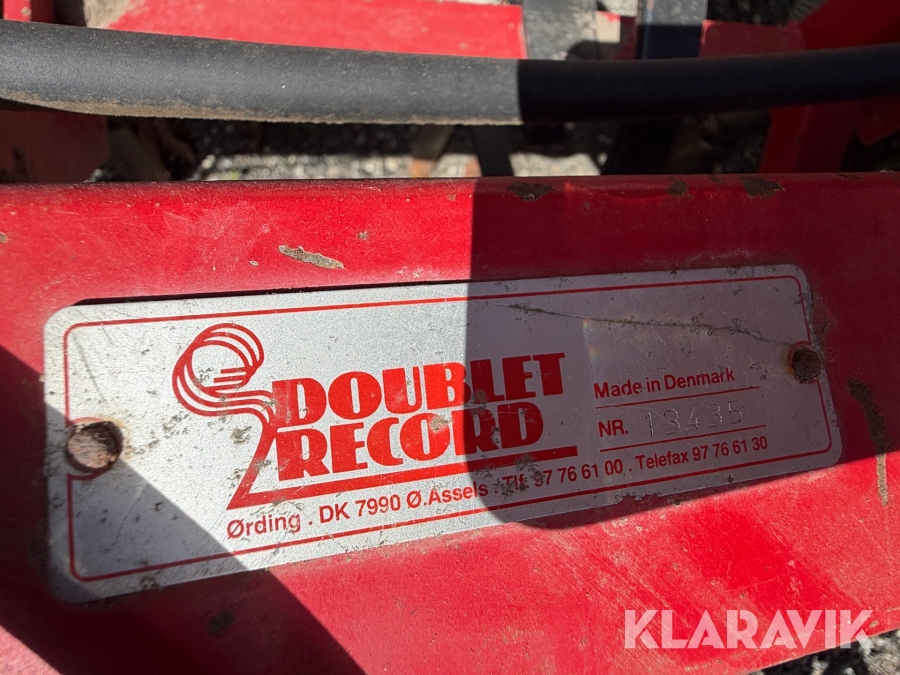 DOUBLET
RECORD
Made in Denmark
NR. 13435
Ørding . DK 7990 Ø.Assels . Tlf. 97 76 61 00 . Telefax 97 76 61 30
KLARAVIK